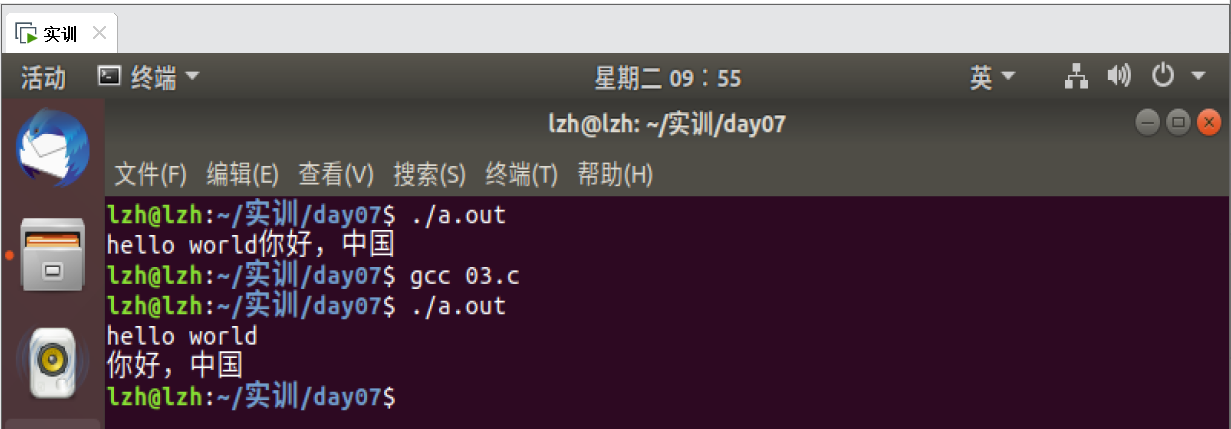 实训
活动 终端 星期二 09：55 英
lzh@lzh: ~/实训/day07
文件(F) 编辑(E) 查看(V) 搜索(S) 终端(T) 帮助(H)
lzh@lzh:~/实训/day07$ ./a.out
hello world你好，中国
lzh@lzh:~/实训/day07$ gcc 03.c
lzh@lzh:~/实训/day07$ ./a.out
hello world
你好，中国
lzh@lzh:~/实训/day07$